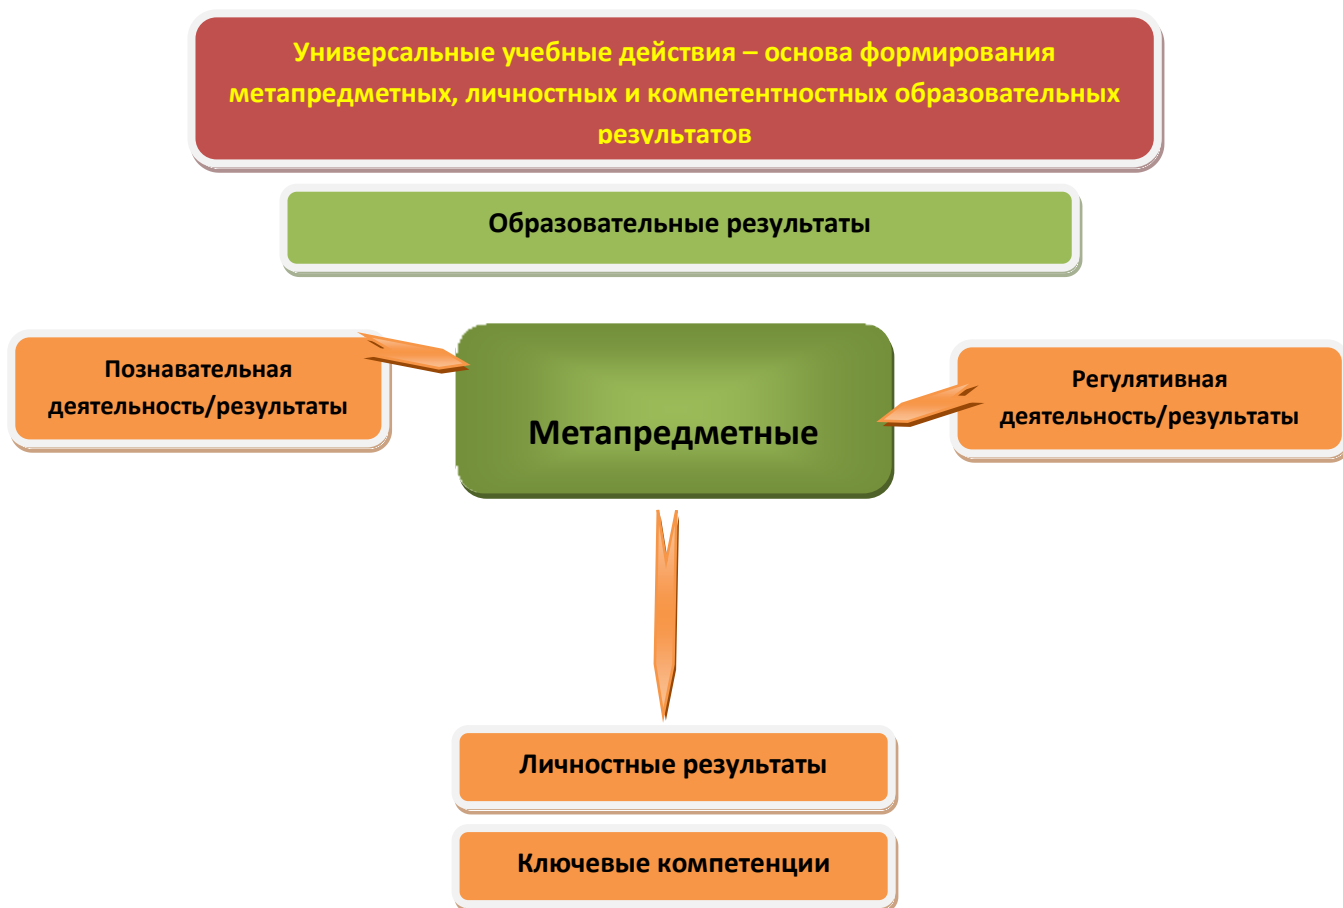 Универсальные учебные действия – основа формирования
метапредметных, личностных и компетентностных образовательных
результатов
Образовательные результаты
Познавательная
деятельность/результаты
Метапредметные
Регулятивная
деятельность/результаты
Личностные результаты
Ключевые компетенции